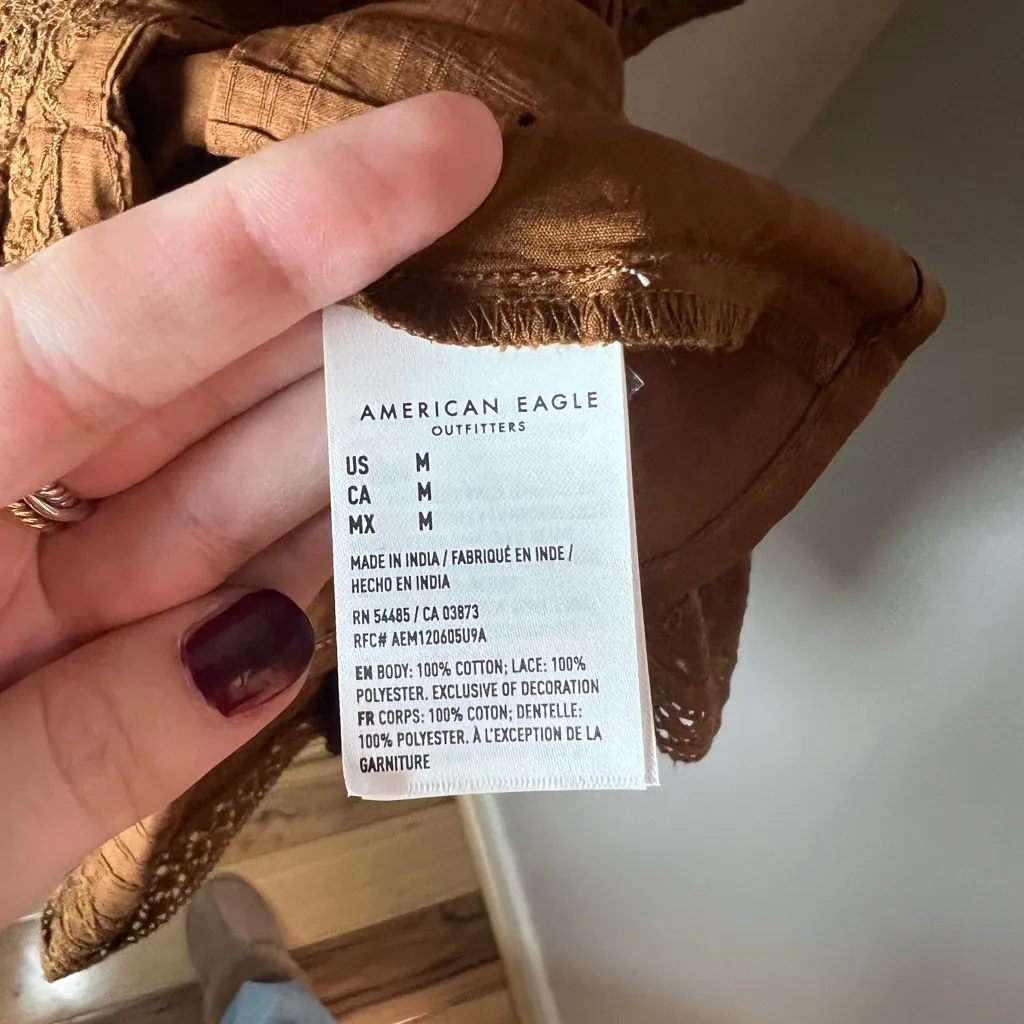 AMERICAN EAGLE
OUTFITTERS
US M
CA M
MX M
MADE IN INDIA / FABRIQUÉ EN INDE /
HECHO EN INDIA
RN 54485 / CA 03873
RFC# AEM120605U9A
EN BODY: 100% COTTON; LACE: 100%
POLYESTER. EXCLUSIVE OF DECORATION
FR CORPS: 100% COTON; DENTELLE:
100% POLYESTER. À L'EXCEPTION DE LA
GARNITURE